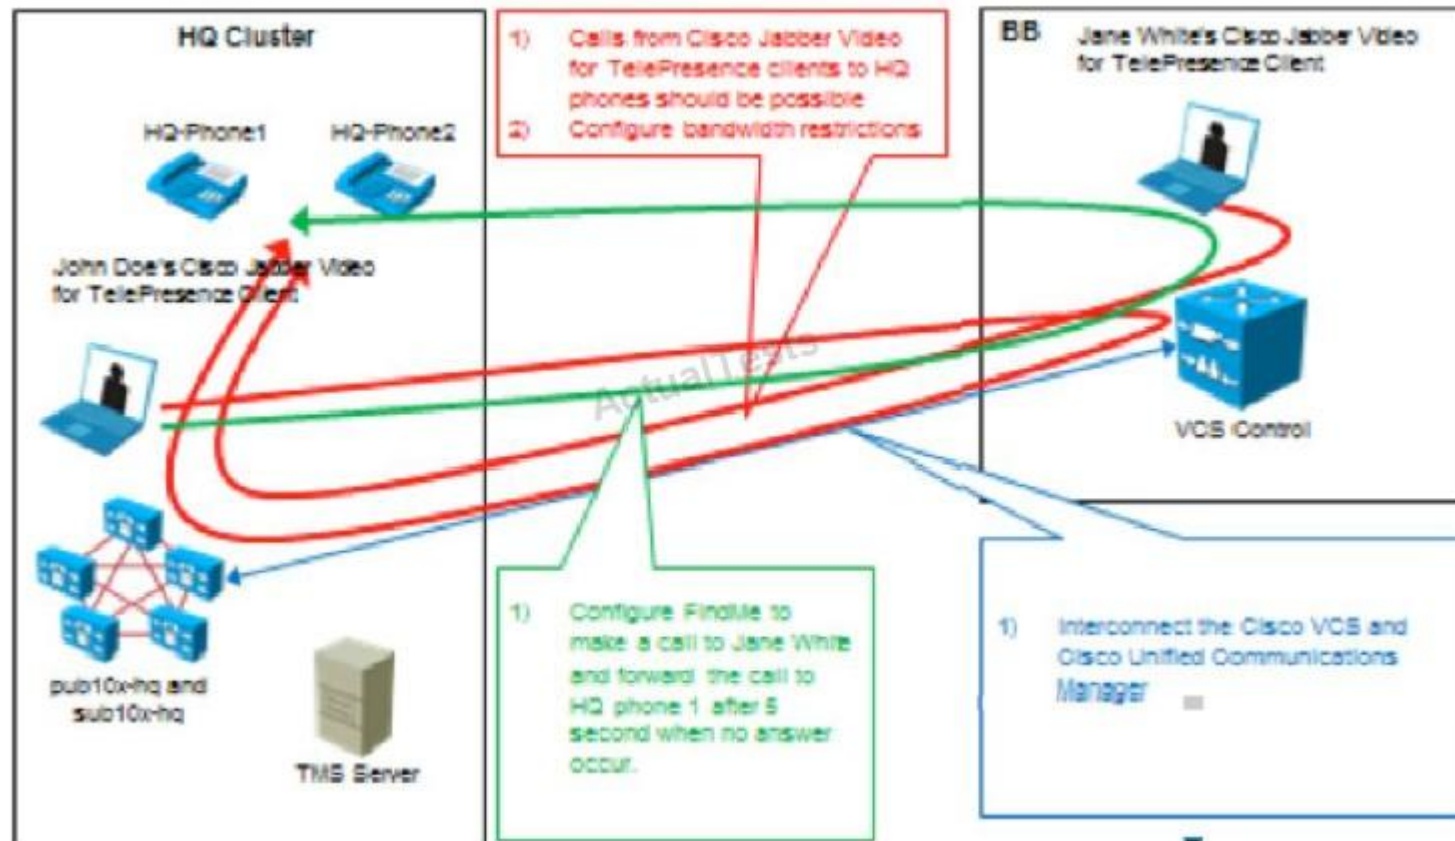 HQ Cluster
HQ-Phone1
HQ-Phone2
John Doe's Cisco Jabber Video
for TelePresence Client
pub10x-hq and
sub10x-hq
TMS Server
1) Calls from Cisco Jabber Video
for TelePresence clients to HQ
phones should be possible
2) Configure bandwidth restrictions
ActualTests
1) Configure FindMe to
make a call to Jane White
and forward the call to
HQ phone 1 after 5
second when no answer
occur.
BB
Jane White's Cisco Jabber Video
for TelePresence Client
VCS Control
1) Interconnect the Cisco VCS and
Cisco Unified Communications
Manager